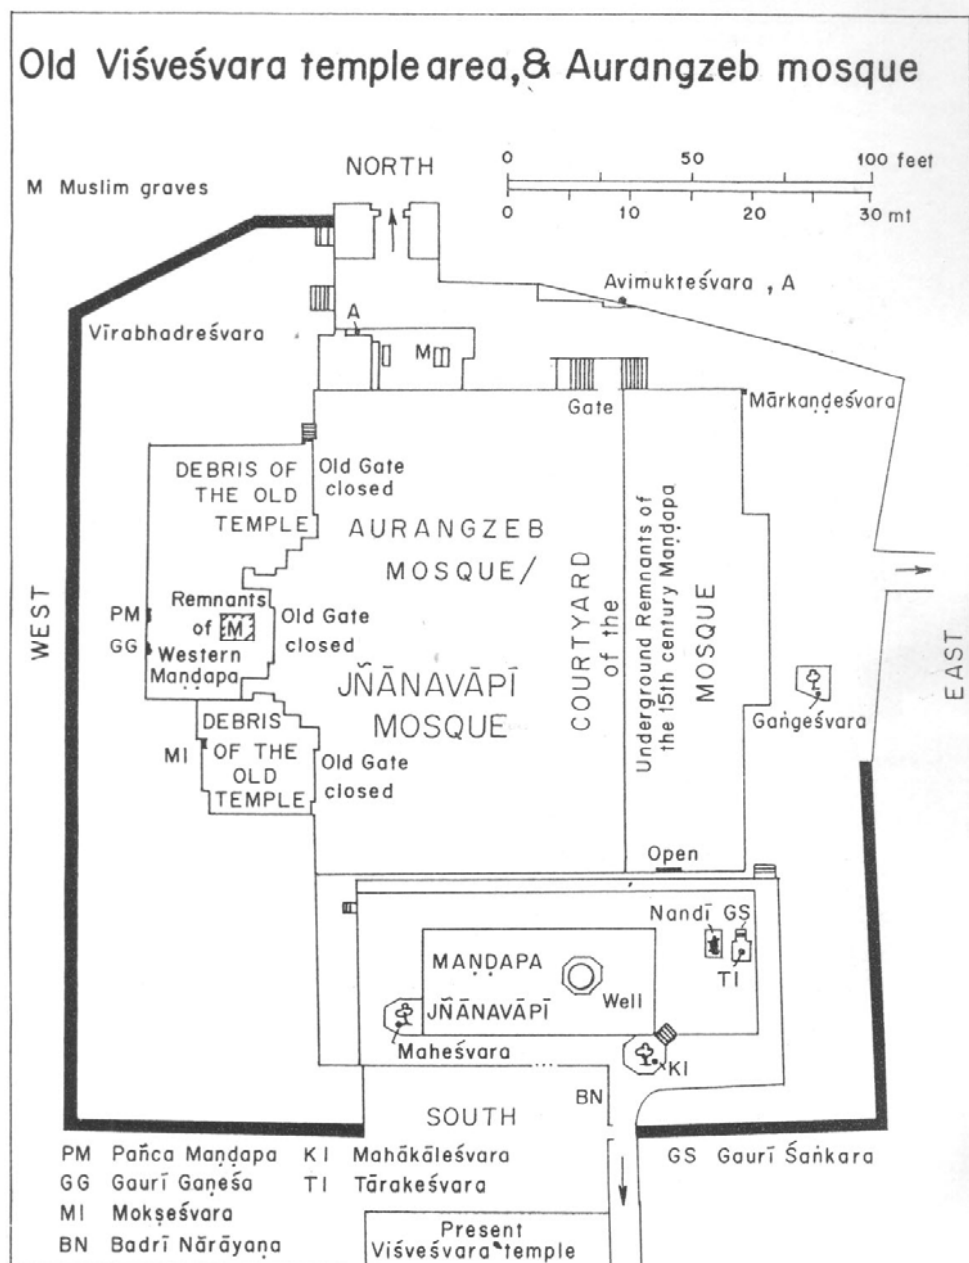 Old Viśveśvara temple area, & Aurangzeb mosque
NORTH
0 50 100 feet
0 10 20 30 mt
M Muslim graves
Avimukteśvara , A
Vīrabhadreśvara
A
M
Gate
Mārkaṇḍeśvara
DEBRIS OF
THE OLD
TEMPLE
Old Gate
closed
AURANGZEB
MOSQUE/
JÑĀNAVĀPĪ
MOSQUE
COURTYARD
of the
MOSQUE
Underground Remnants of
the 15th century Maṇḍapa
WEST
EAST
PM
GG
Remnants
of M
Western
Maṇḍapa
Old Gate
closed
Gaṅgeśvara
MI
DEBRIS
OF THE
OLD
TEMPLE
Old Gate
closed
Open
Nandī GS
TI
MAṆḌAPA
JÑĀNAVĀPĪ
Well
Maheśvara
KI
BN
SOUTH
PM Pañca Maṇḍapa
GG Gaurī Gaṇeśa
MI Mokṣeśvara
BN Badrī Nārāyaṇa
KI Mahākāleśvara
TI Tārakeśvara
GS Gaurī Śaṅkara
Present
Viśveśvara temple